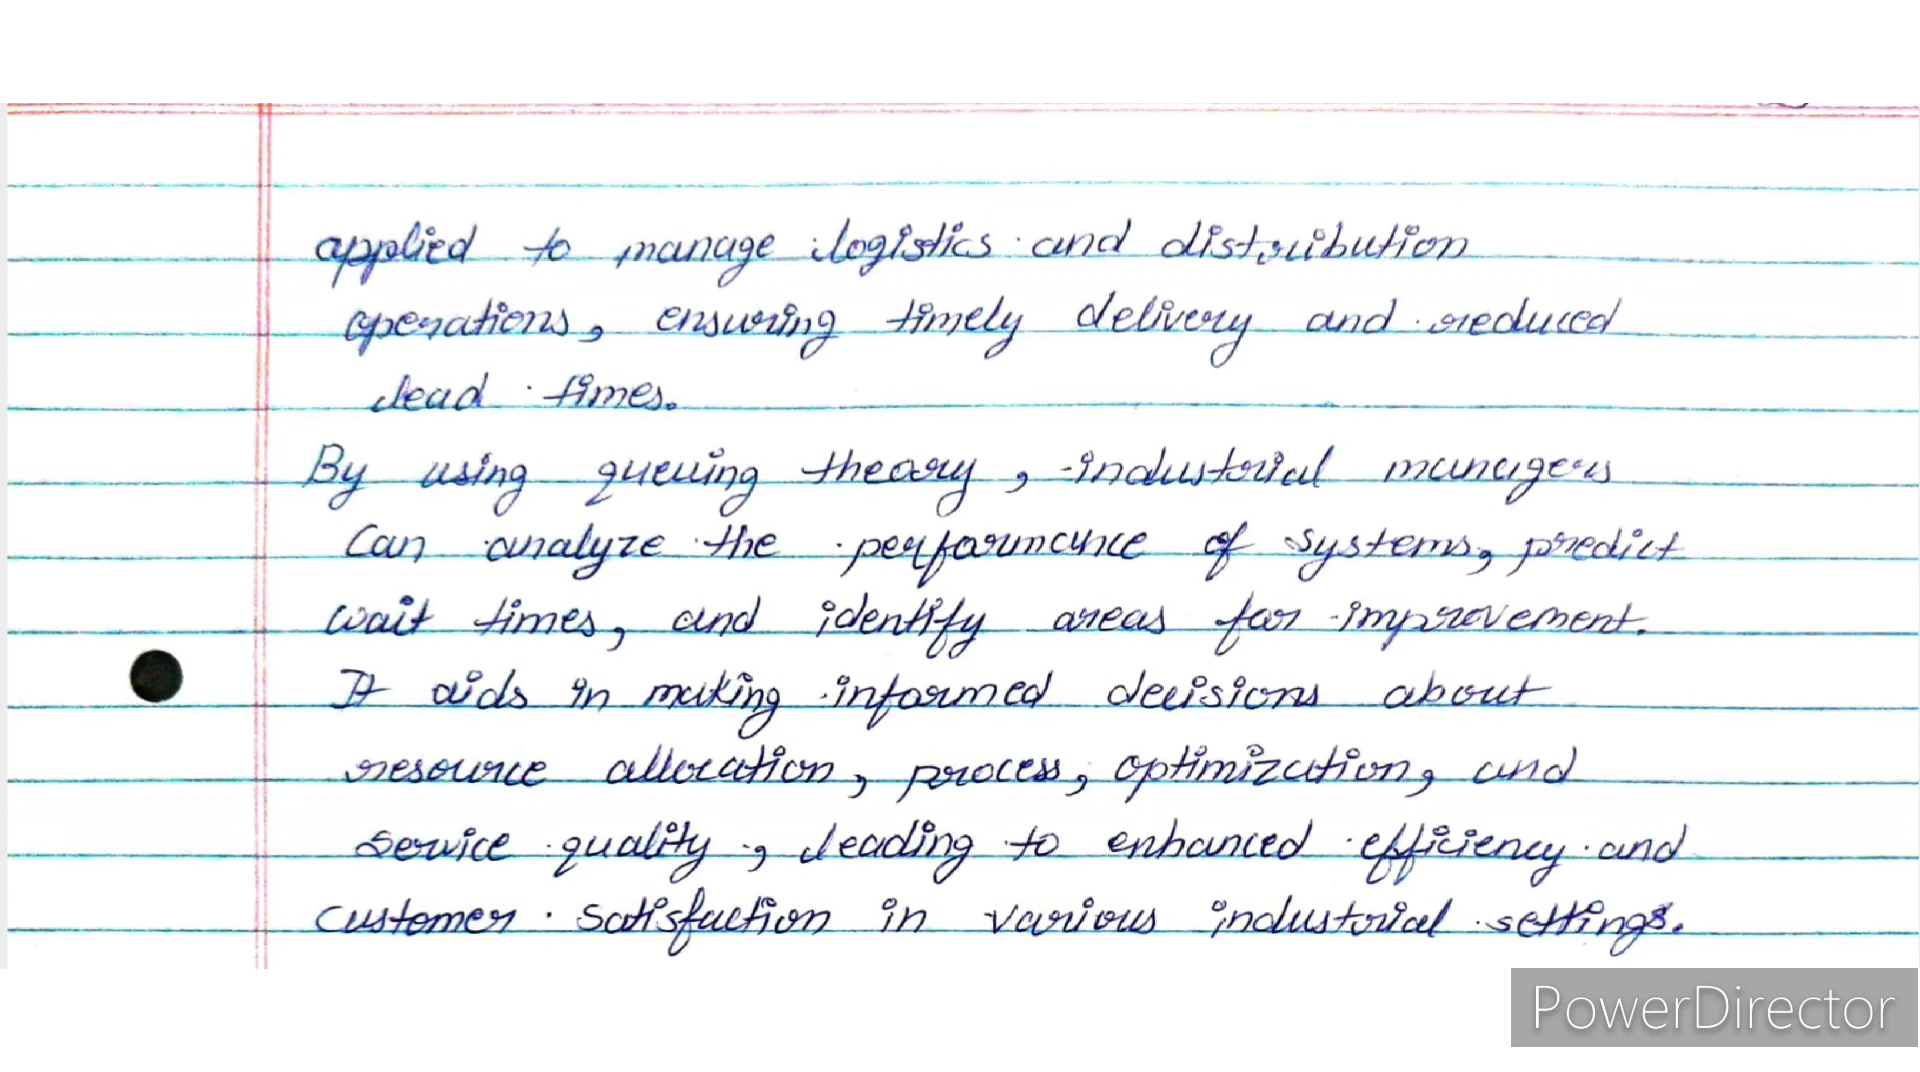 applied to manage logistics and distribution
operations, ensuring timely delivery and reduced
lead times.
By using queuing theory, industrial managers
Can analyze the performance of systems, predict
wait times, and identify areas for improvement.
It aids in making informed decisions about
resource allocation, process, optimization, and
service quality, leading to enhanced efficiency and
customer satisfaction in various industrial settings.
PowerDirector